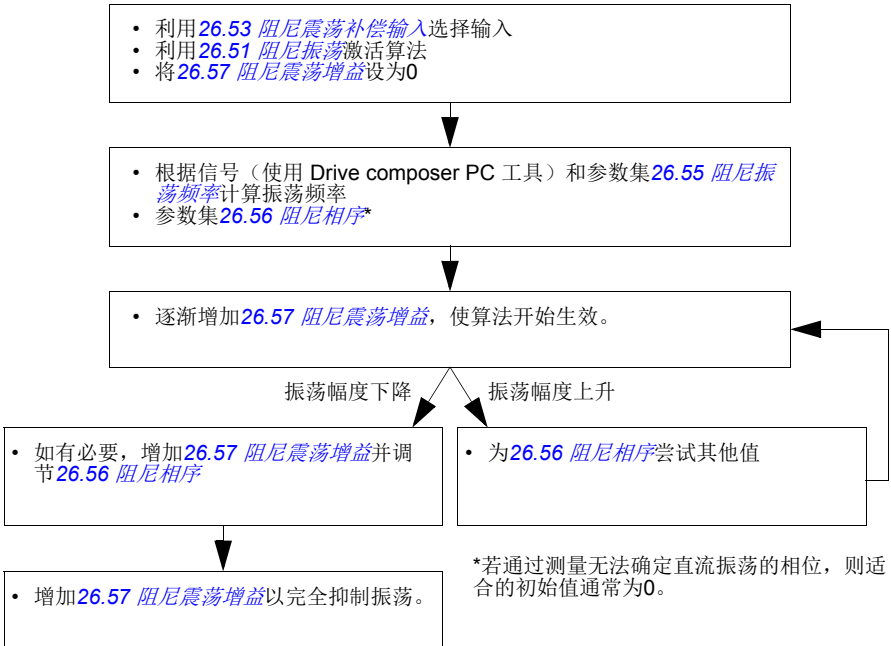 • 利用26.53 阻尼震荡补偿输入选择输入
• 利用26.51 阻尼振荡激活算法
• 将26.57 阻尼震荡增益设为0
• 根据信号（使用 Drive composer PC 工具）和参数集26.55 阻尼振
荡频率计算振荡频率
• 参数集26.56 阻尼相序*
• 逐渐增加26.57 阻尼震荡增益，使算法开始生效。
振荡幅度下降
振荡幅度上升
• 如有必要，增加26.57 阻尼震荡增益并调
节26.56 阻尼相序
• 为26.56 阻尼相序尝试其他值
• 增加26.57 阻尼震荡增益以完全抑制振荡。
*若通过测量无法确定直流振荡的相位，则适
合的初始值通常为0。